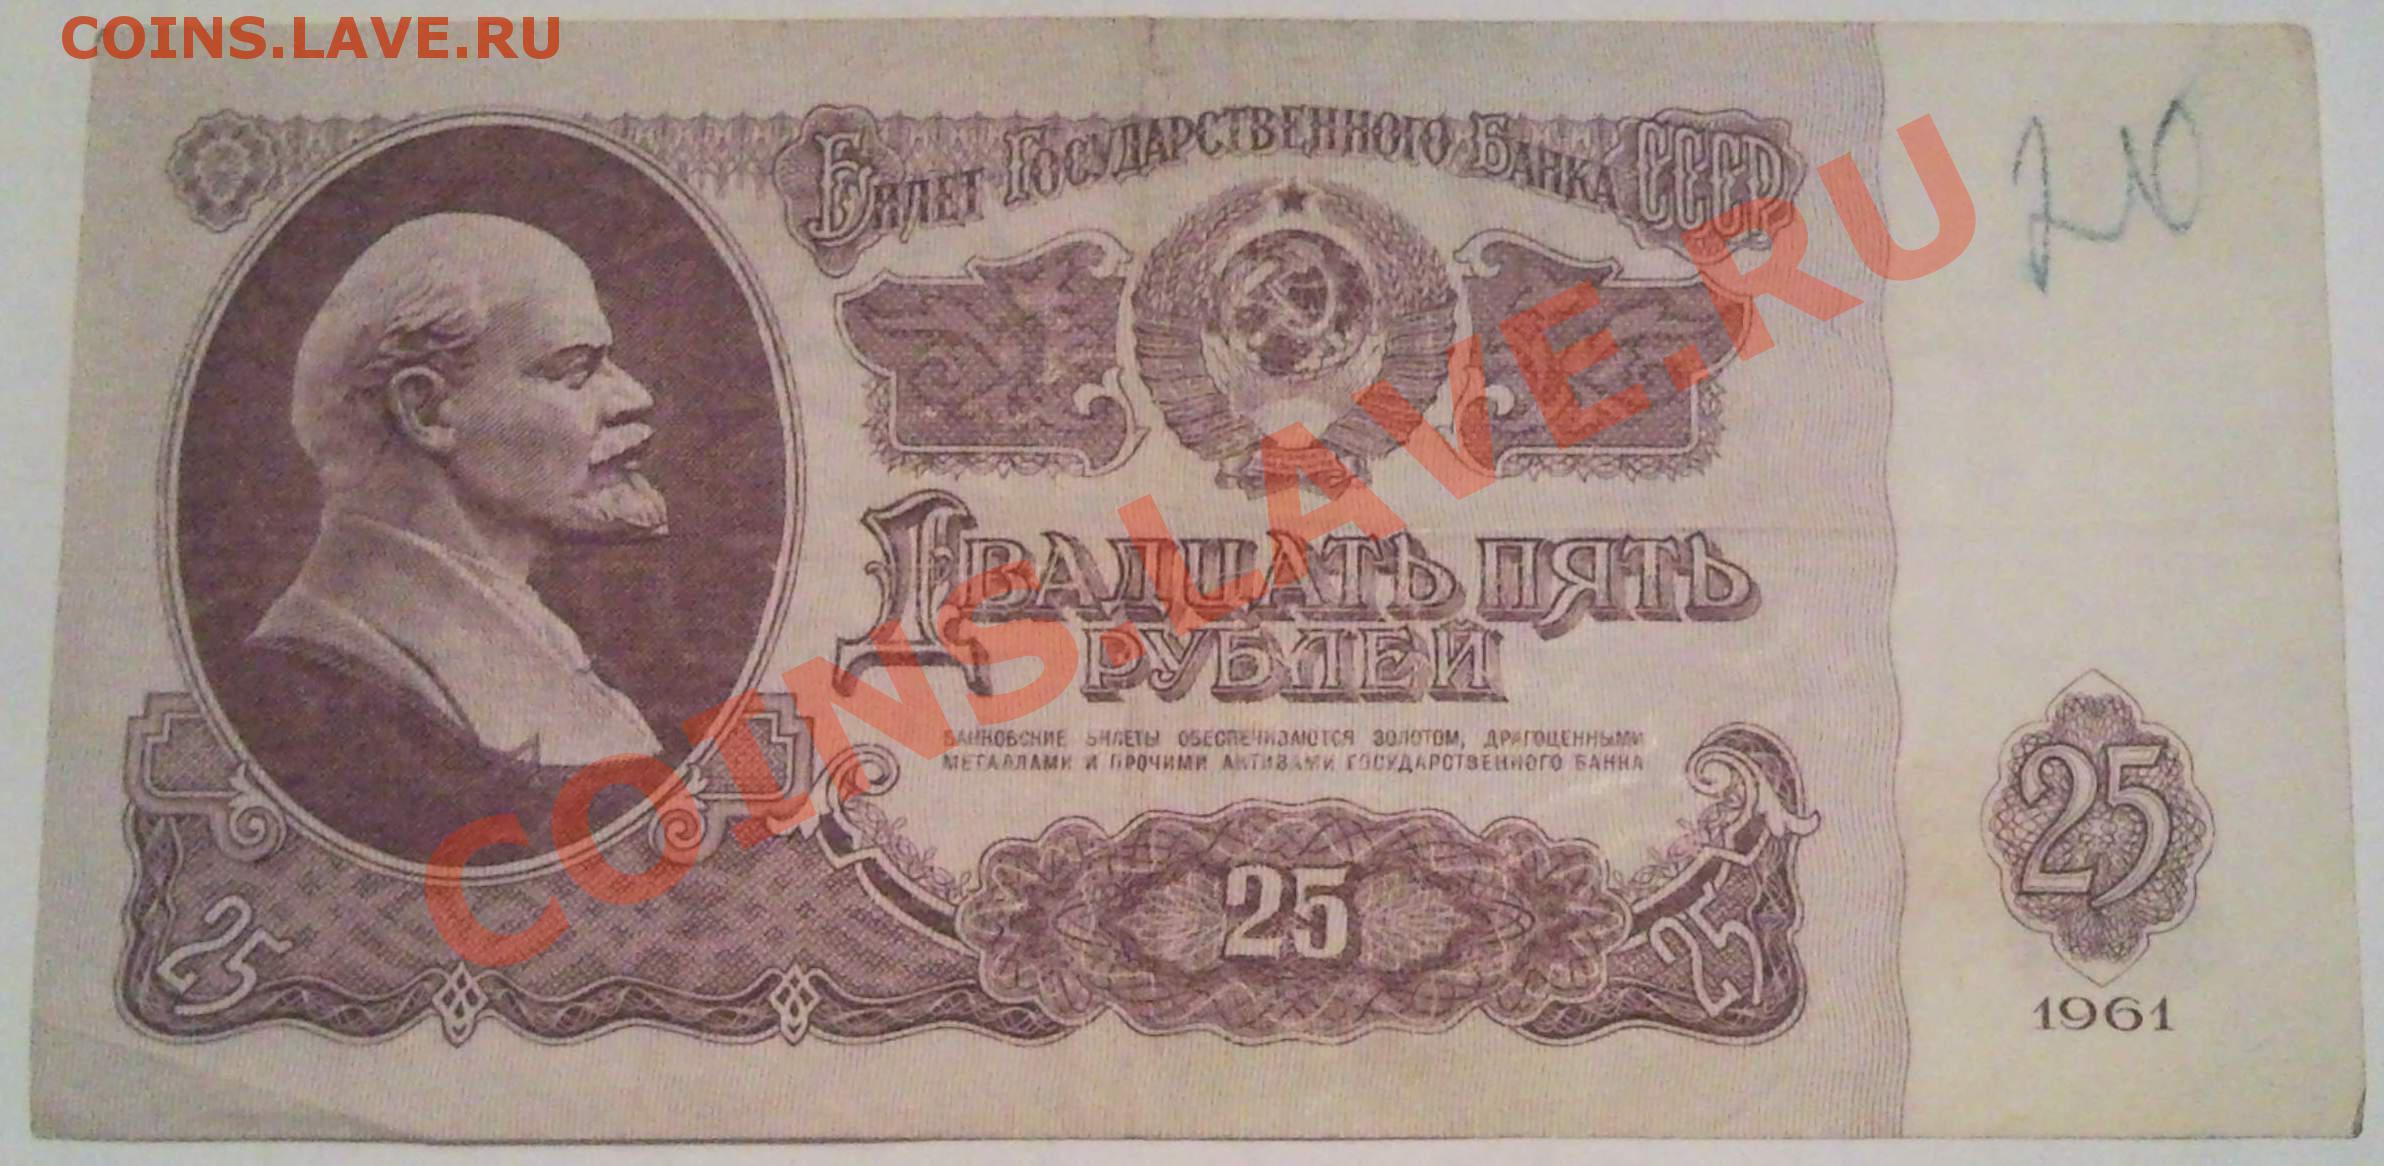 COINS.LAVE.RU
Билет Государственного Банка СССР
Двадцать пять
рублей
БАНКОВСКИЕ БИЛЕТЫ ОБЕСПЕЧИВАЮТСЯ ЗОЛОТОМ, ДРАГОЦЕННЫМИ
МЕТАЛЛАМИ И ПРОЧИМИ АКТИВАМИ ГОСУДАРСТВЕННОГО БАНКА
25
25
25
25
1961
COINS.LAVE.RU